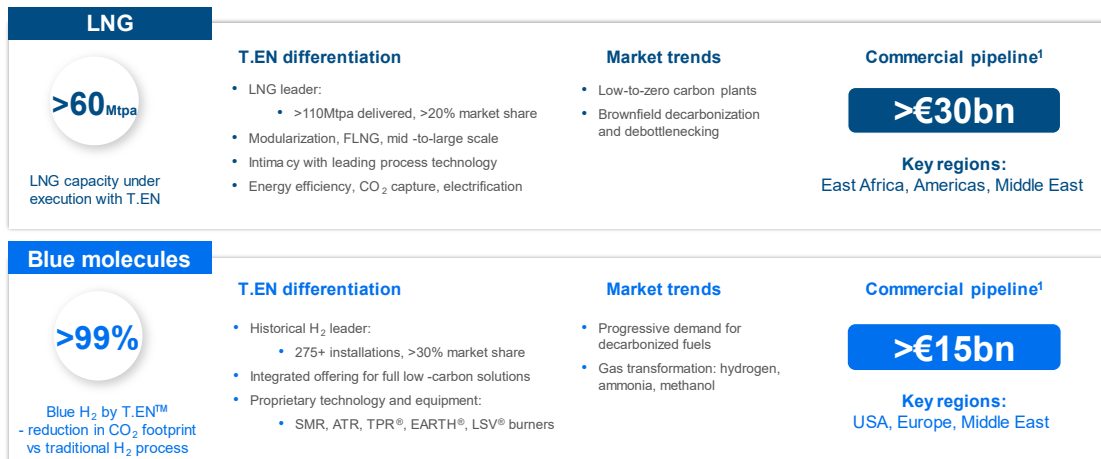 LNG
>60Mtpa
LNG capacity under
execution with T.EN
T.EN differentiation
• LNG leader:
• >110Mtpa delivered, >20% market share
• Modularization, FLNG, mid -to-large scale
• Intimacy with leading process technology
• Energy efficiency, CO2 capture, electrification
Market trends
• Low-to-zero carbon plants
• Brownfield decarbonization
and debottlenecking
Commercial pipeline¹
>€30bn
Key regions:
East Africa, Americas, Middle East
Blue molecules
>99%
Blue H2 by T.EN™
- reduction in CO2 footprint
vs traditional H2 process
T.EN differentiation
• Historical H2 leader:
• 275+ installations, >30% market share
• Integrated offering for full low -carbon solutions
• Proprietary technology and equipment:
• SMR, ATR, TPR®, EARTH®, LSV® burners
Market trends
• Progressive demand for
decarbonized fuels
• Gas transformation: hydrogen,
ammonia, methanol
Commercial pipeline¹
>€15bn
Key regions:
USA, Europe, Middle East